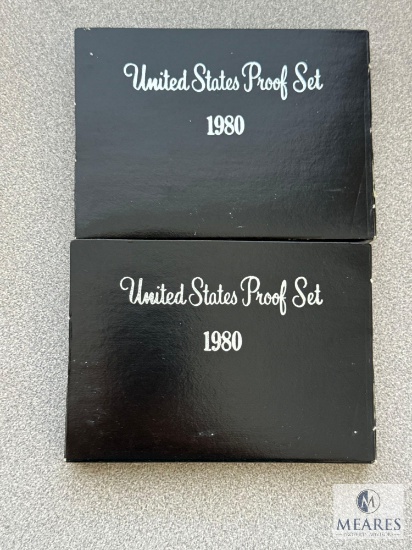 United States Proof Set
1980
United States Proof Set
1980
M
MEARES